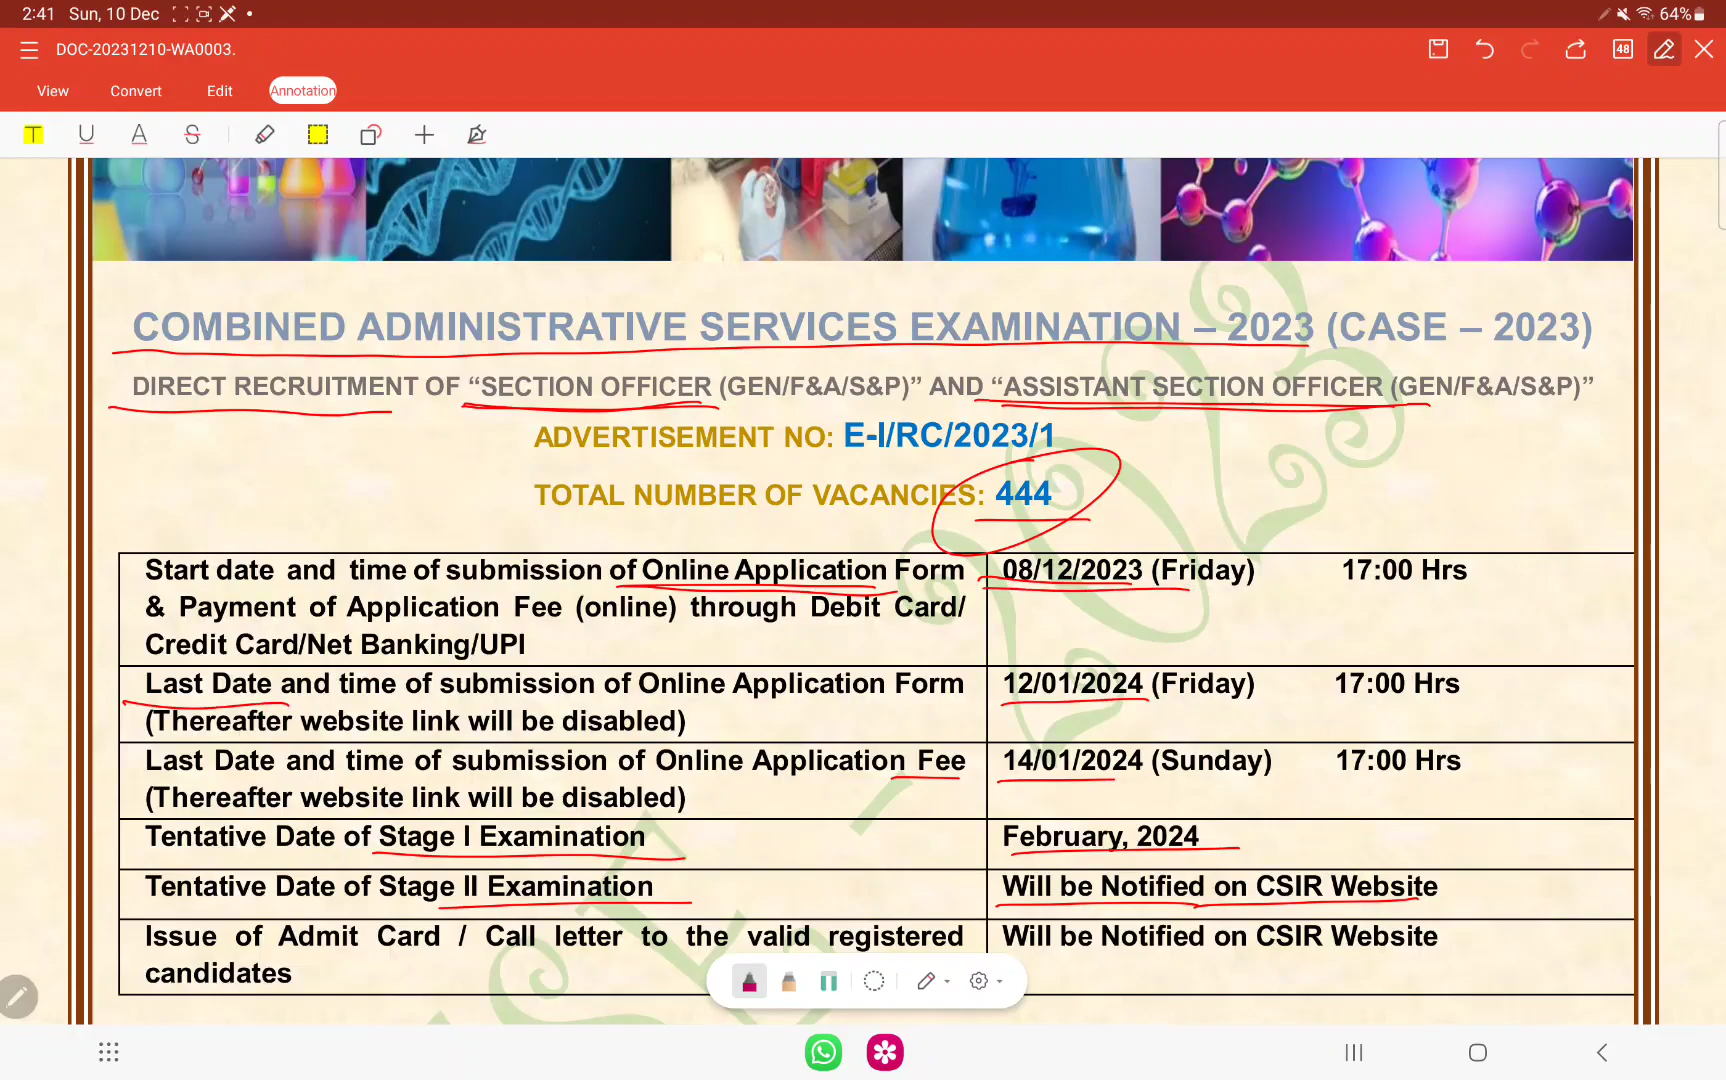 2:41 Sun, 10 Dec
64%
DOC-20231210-WA0003.
48
View Convert Edit Annotation
T U A S
COMBINED ADMINISTRATIVE SERVICES EXAMINATION – 2023 (CASE – 2023)
DIRECT RECRUITMENT OF “SECTION OFFICER (GEN/F&A/S&P)” AND “ASSISTANT SECTION OFFICER (GEN/F&A/S&P)”
ADVERTISEMENT NO: E-I/RC/2023/1
TOTAL NUMBER OF VACANCIES: 444
Start date and time of submission of Online Application Form 08/12/2023 (Friday) 17:00 Hrs
& Payment of Application Fee (online) through Debit Card/
Credit Card/Net Banking/UPI
Last Date and time of submission of Online Application Form 12/01/2024 (Friday) 17:00 Hrs
(Thereafter website link will be disabled)
Last Date and time of submission of Online Application Fee 14/01/2024 (Sunday) 17:00 Hrs
(Thereafter website link will be disabled)
Tentative Date of Stage I Examination February, 2024
Tentative Date of Stage II Examination Will be Notified on CSIR Website
Issue of Admit Card / Call letter to the valid registered Will be Notified on CSIR Website
candidates